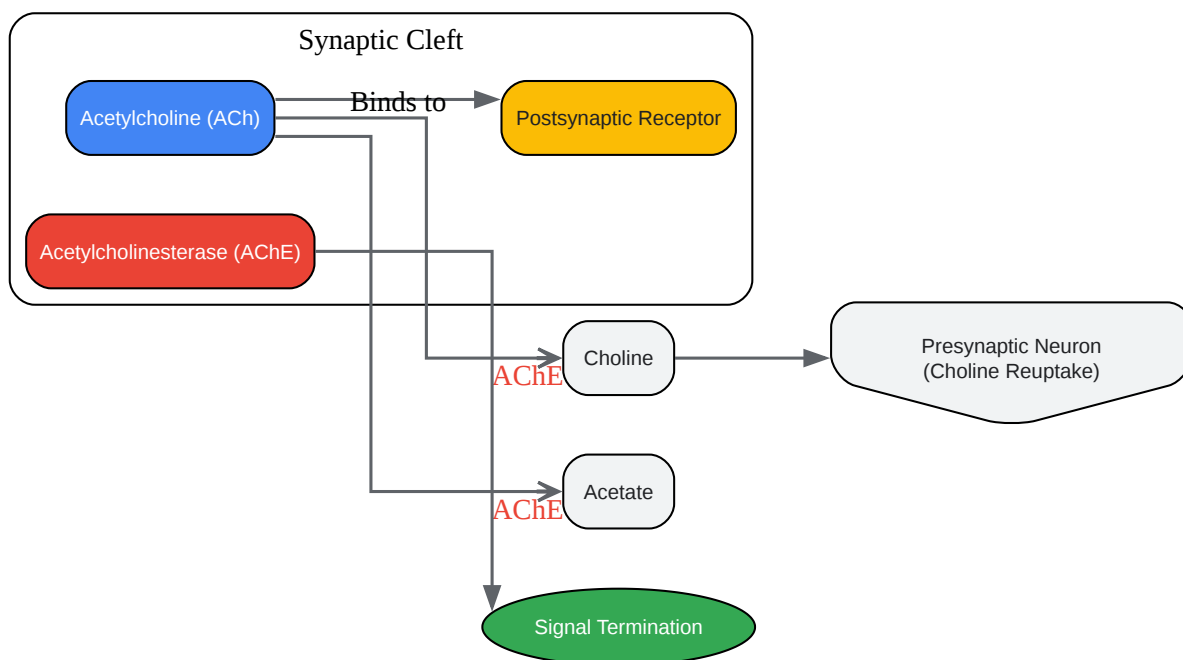 Synaptic Cleft
Acetylcholine (ACh)
Binds to
Postsynaptic Receptor
Acetylcholinesterase (AChE)
AChE
Choline
Presynaptic Neuron
(Choline Reuptake)
AChE
Acetate
Signal Termination